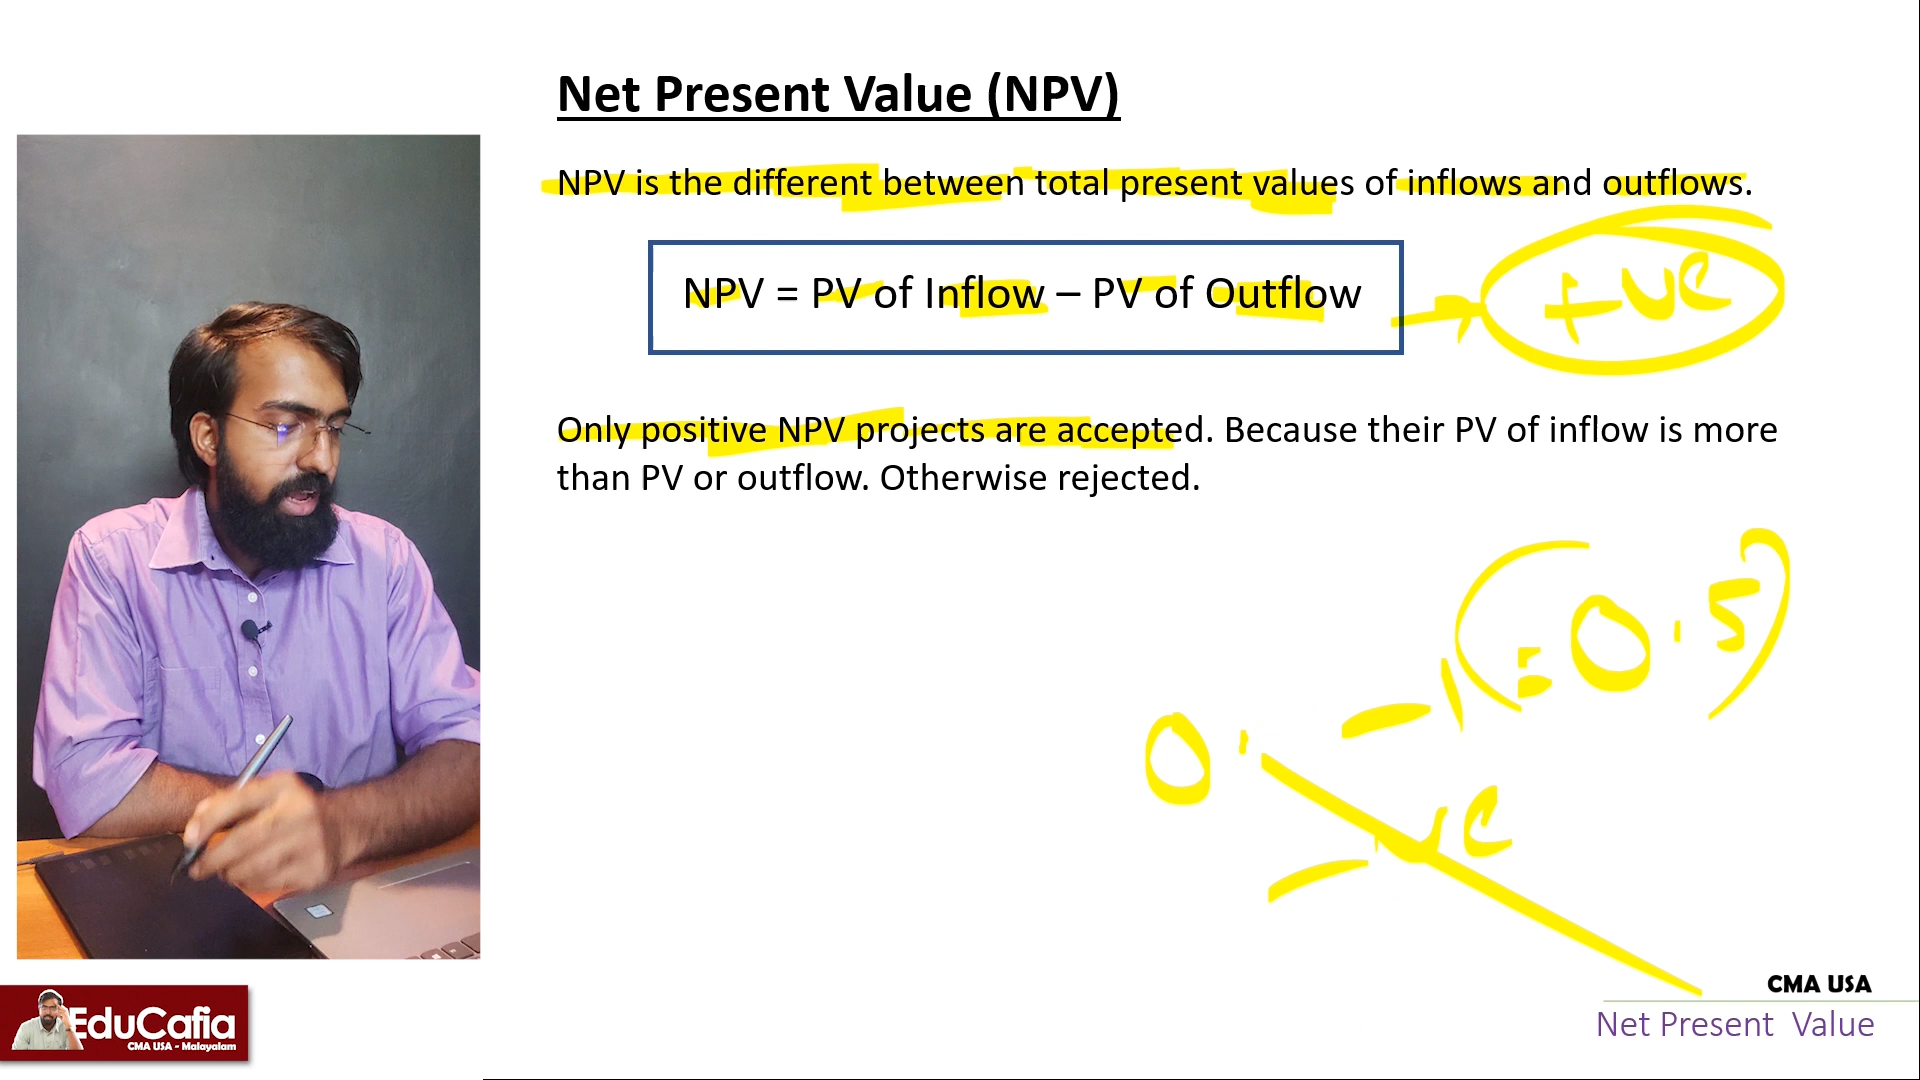 Net Present Value (NPV)
NPV is the different between total present values of inflows and outflows.
NPV = PV of Inflow – PV of Outflow
+ve
Only positive NPV projects are accepted. Because their PV of inflow is more
than PV or outflow. Otherwise rejected.
0.5
0.
-1
-ve
CMA USA
Net Present Value
EduCafia
CMA USA - Malayalam